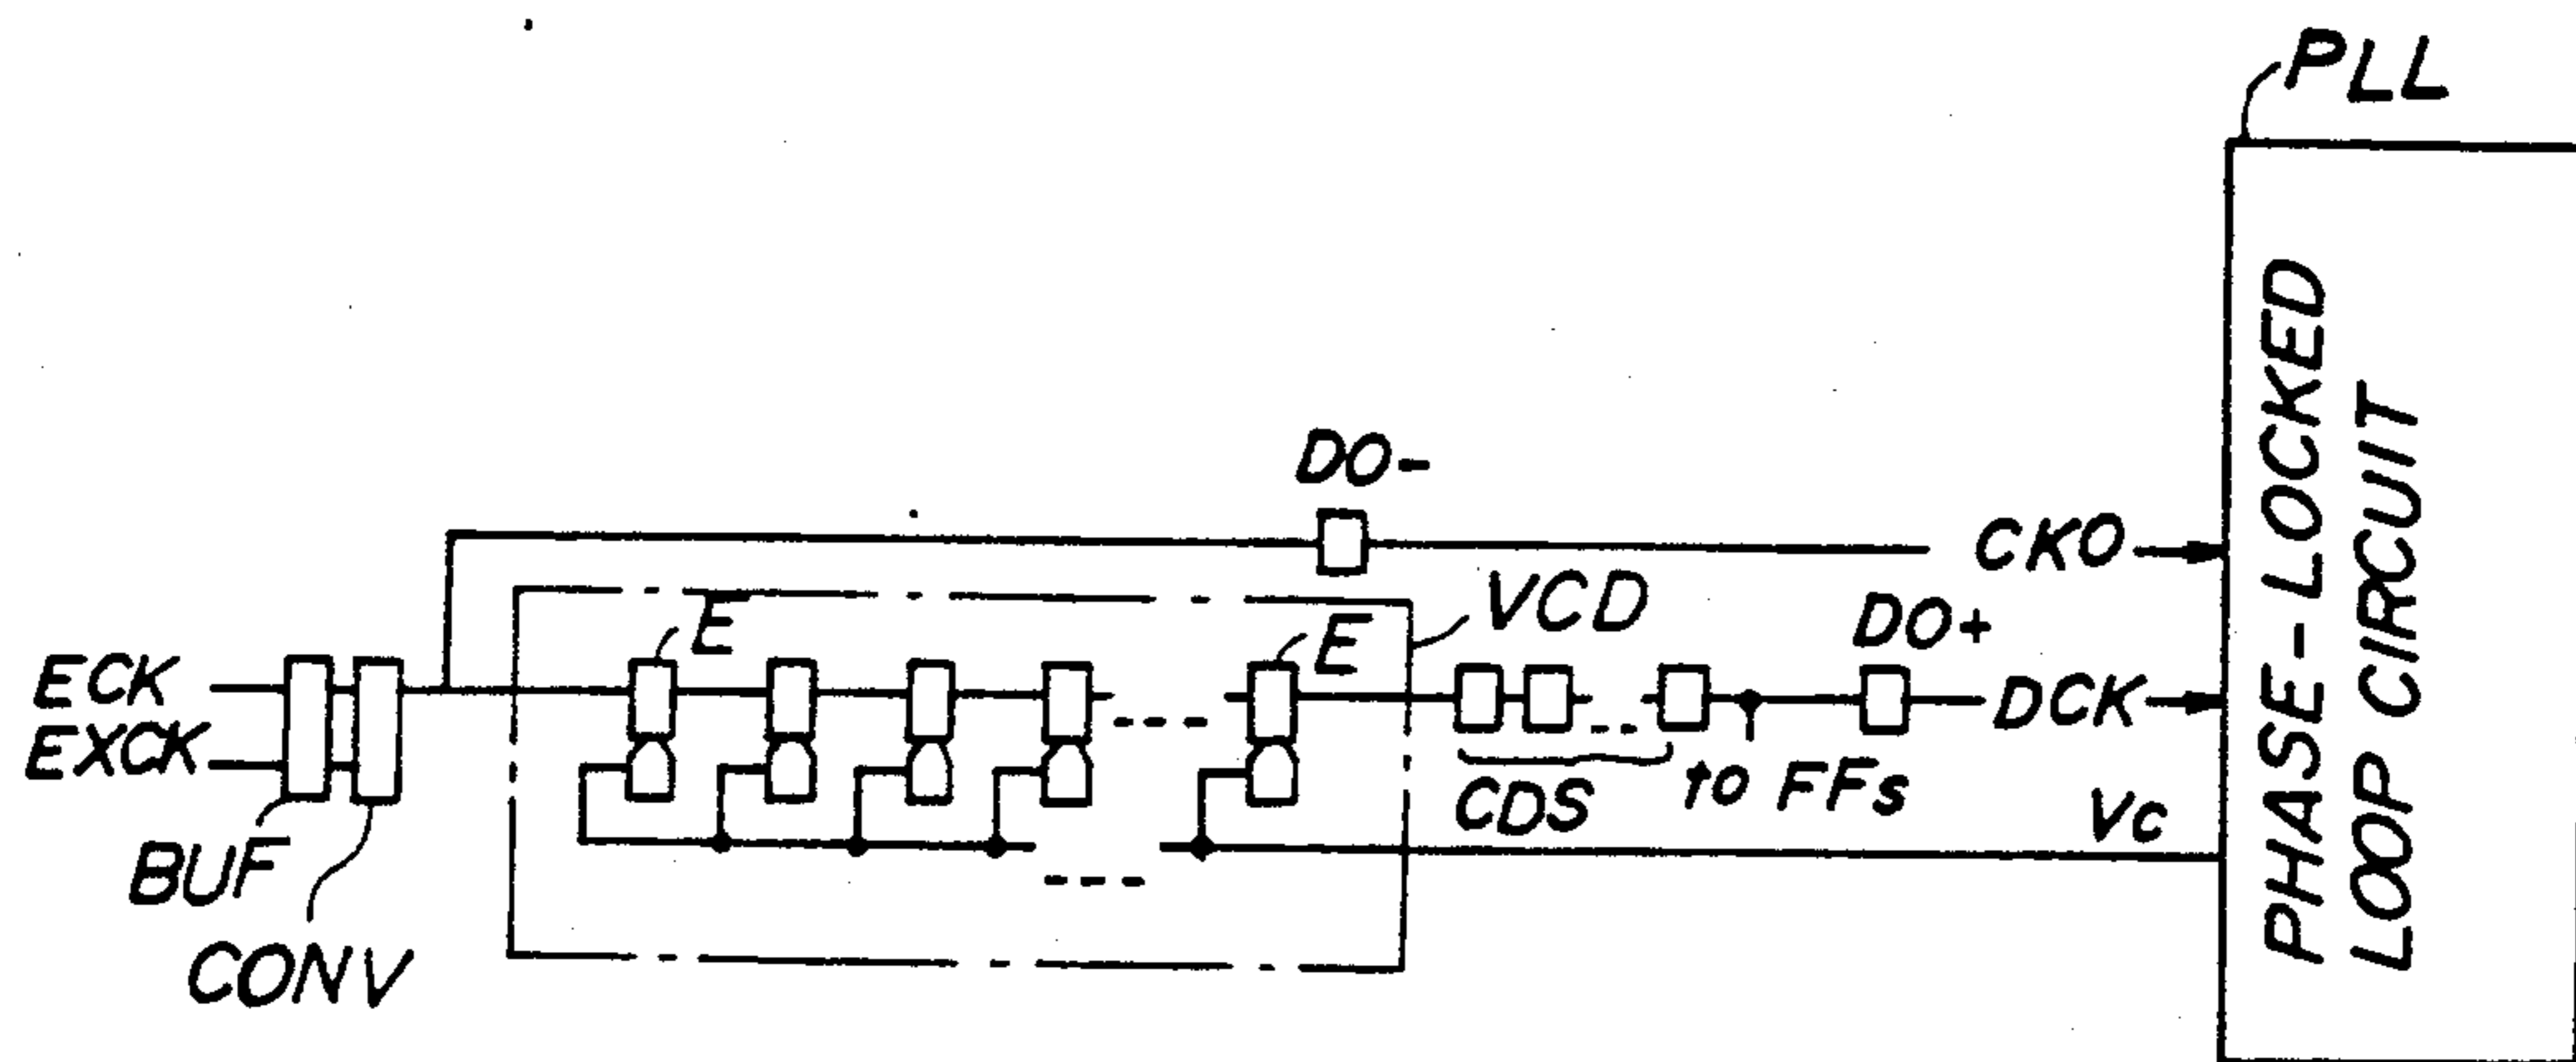 PLL
PHASE-LOCKED
LOOP CIRCUIT
DO-
CKO
E
E
VCD
DO+
ECK
EXCK
DCK
CDS
to FFs
Vc
BUF
CONV